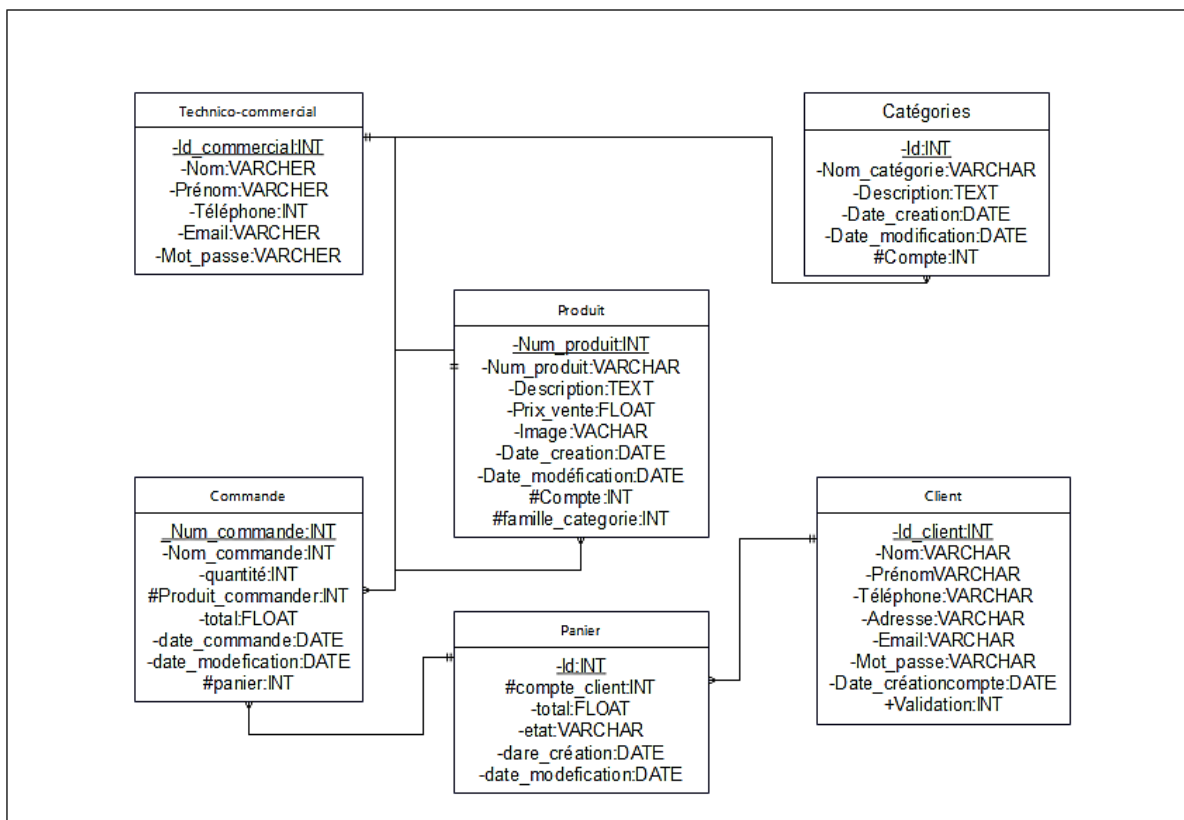 Technico-commercial
-Id_commercial:INT
-Nom:VARCHER
-Prénom:VARCHER
-Téléphone:INT
-Email:VARCHER
-Mot_passe:VARCHER
Catégories
-Id:INT
-Nom_catégorie:VARCHAR
-Description:TEXT
-Date_creation:DATE
-Date_modification:DATE
#Compte:INT
Produit
-Num_produit:INT
-Num_produit:VARCHAR
-Description:TEXT
-Prix_vente:FLOAT
-Image:VACHAR
-Date_creation:DATE
-Date_modéfication:DATE
#Compte:INT
#famille_categorie:INT
Commande
_Num_commande:INT
-Nom_commande:INT
-quantité:INT
#Produit_commander:INT
-total:FLOAT
-date_commande:DATE
-date_modefication:DATE
#panier:INT
Client
-Id_client:INT
-Nom:VARCHAR
-PrénomVARCHAR
-Téléphone:VARCHAR
-Adresse:VARCHAR
-Email:VARCHAR
-Mot_passe:VARCHAR
-Date_créationcompte:DATE
+Validation:INT
Panier
-Id:INT
#compte_client:INT
-total:FLOAT
-etat:VARCHAR
-dare_création:DATE
-date_modefication:DATE